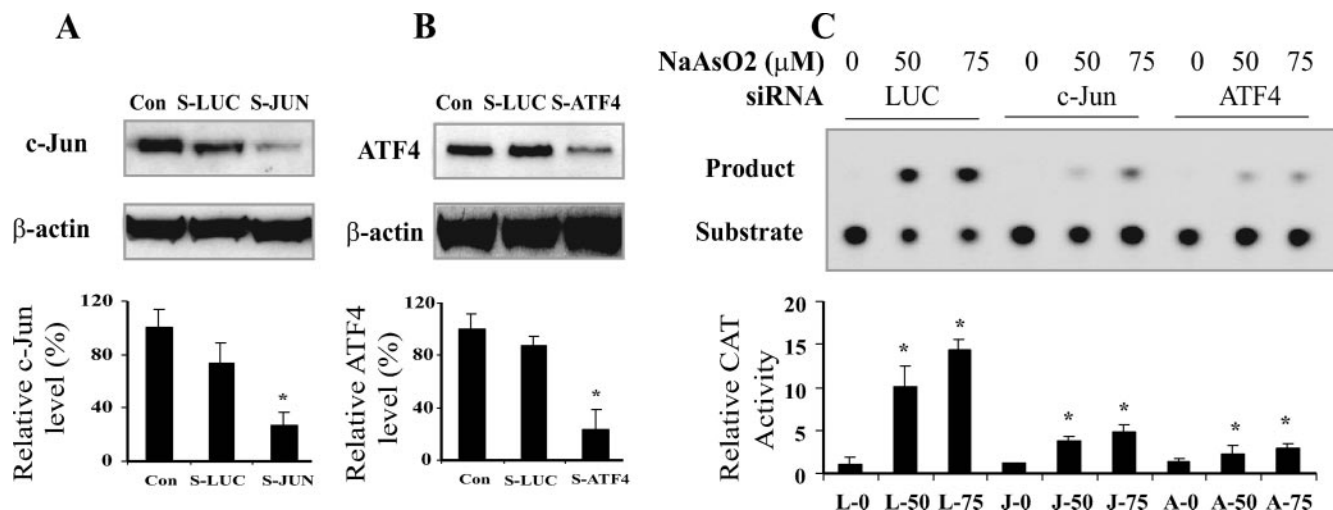 A
B
C
NaAsO2 (μM) 0 50 75 0 50 75 0 50 75
siRNA LUC c-Jun ATF4
Con S-LUC S-JUN
Con S-LUC S-ATF4
c-Jun
ATF4
Product
β-actin
β-actin
Substrate
Relative c-Jun
level (%)
120
80
40
0
Con S-LUC S-JUN
*
Relative ATF4
level (%)
120
80
40
0
Con S-LUC S-ATF4
*
Relative CAT
Activity
20
15
10
5
0
* * * * * *
L-0 L-50 L-75 J-0 J-50 J-75 A-0 A-50 A-75